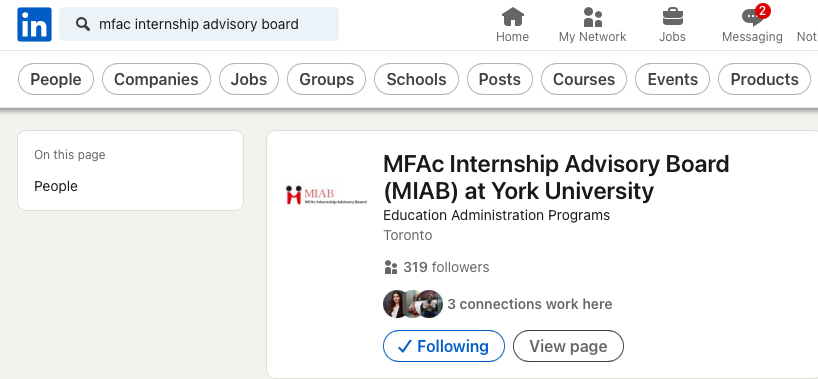 in
mfac internship advisory board
Home
My Network
Jobs
2
Messaging
Not
People
Companies
Jobs
Groups
Schools
Posts
Courses
Events
Products
On this page
People
MIAB
MFAc Internship Advisory Board
MFAc Internship Advisory Board
(MIAB) at York University
Education Administration Programs
Toronto
319 followers
3 connections work here
Following
View page